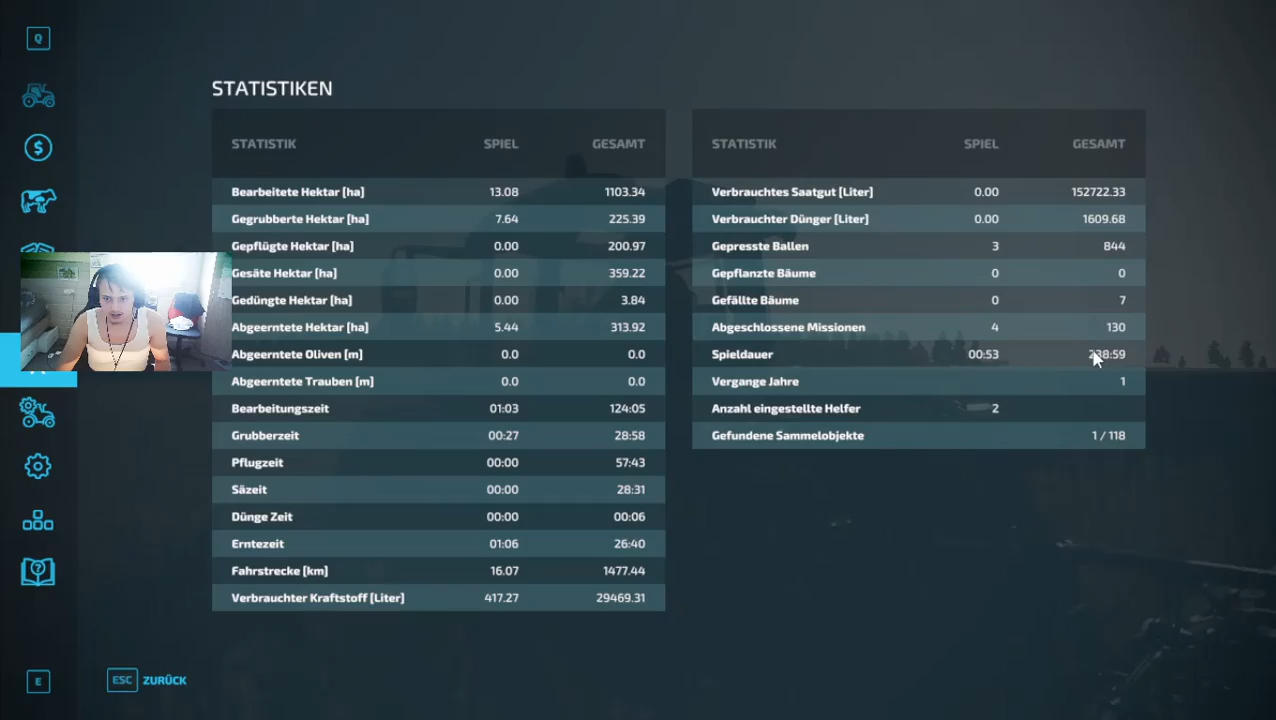 Q
STATISTIKEN
STATISTIK SPIEL GESAMT
Bearbeitete Hektar [ha] 13.08 1103.34
Gegrubberte Hektar [ha] 7.64 225.39
Gepflügte Hektar [ha] 0.00 200.97
Gesäte Hektar [ha] 0.00 359.22
Gedüngte Hektar [ha] 0.00 3.84
Abgeerntete Hektar [ha] 5.44 313.92
Abgeerntete Oliven [m] 0.0 0.0
Abgeerntete Trauben [m] 0.0 0.0
Bearbeitungszeit 01:03 124:05
Grubberzeit 00:27 28:58
Pflugzeit 00:00 57:43
Säzeit 00:00 28:31
Dünge Zeit 00:00 00:06
Erntezeit 01:06 26:40
Fahrstrecke [km] 16.07 1477.44
Verbrauchter Kraftstoff [Liter] 417.27 29469.31
STATISTIK SPIEL GESAMT
Verbrauchtes Saatgut [Liter] 0.00 152722.33
Verbrauchter Dünger [Liter] 0.00 1609.68
Gepresste Ballen 3 844
Gepflanzte Bäume 0 0
Gefällte Bäume 0 7
Abgeschlossene Missionen 4 130
Spieldauer 00:53 238:59
Vergange Jahre 1
Anzahl eingestellte Helfer 2
Gefundene Sammelobjekte 1 / 118
E
ESC ZURÜCK